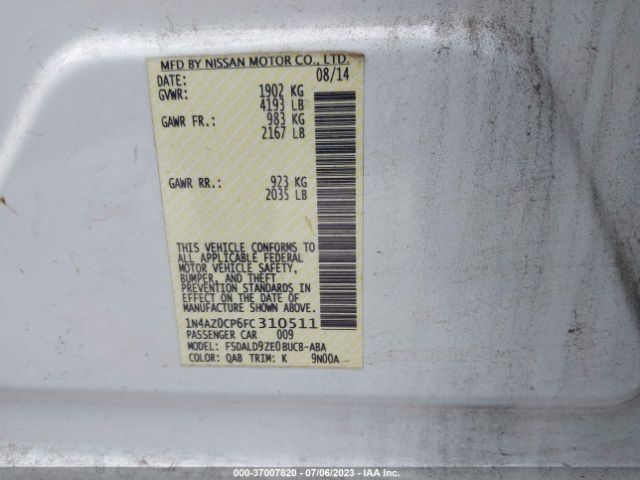 MFD BY NISSAN MOTOR CO., LTD.
DATE: 08/14
GVWR: 1902 KG
4193 LB
GAWR FR.: 983 KG
2167 LB
GAWR RR.: 923 KG
2035 LB
THIS VEHICLE CONFORMS TO
ALL APPLICABLE FEDERAL
MOTOR VEHICLE SAFETY,
BUMPER, AND THEFT
PREVENTION STANDARDS IN
EFFECT ON THE DATE OF
MANUFACTURE SHOWN ABOVE.
1N4AZ0CP6FC310511
PASSENGER CAR 009
MODEL: FSDALD9ZE0BUCB-ABA
COLOR: QAB TRIM: K 9N00A
000-37007820 - 07/06/2023 - IAA Inc.